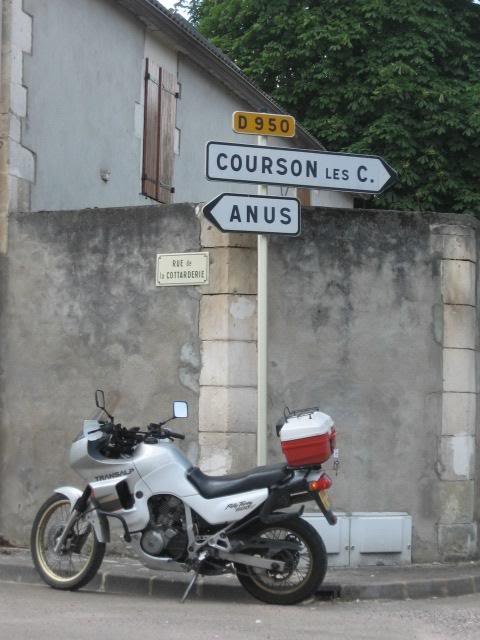 D 950
COURSON LES C.
ANUS
RUE de
la COTTARDERIE
TRANSALP